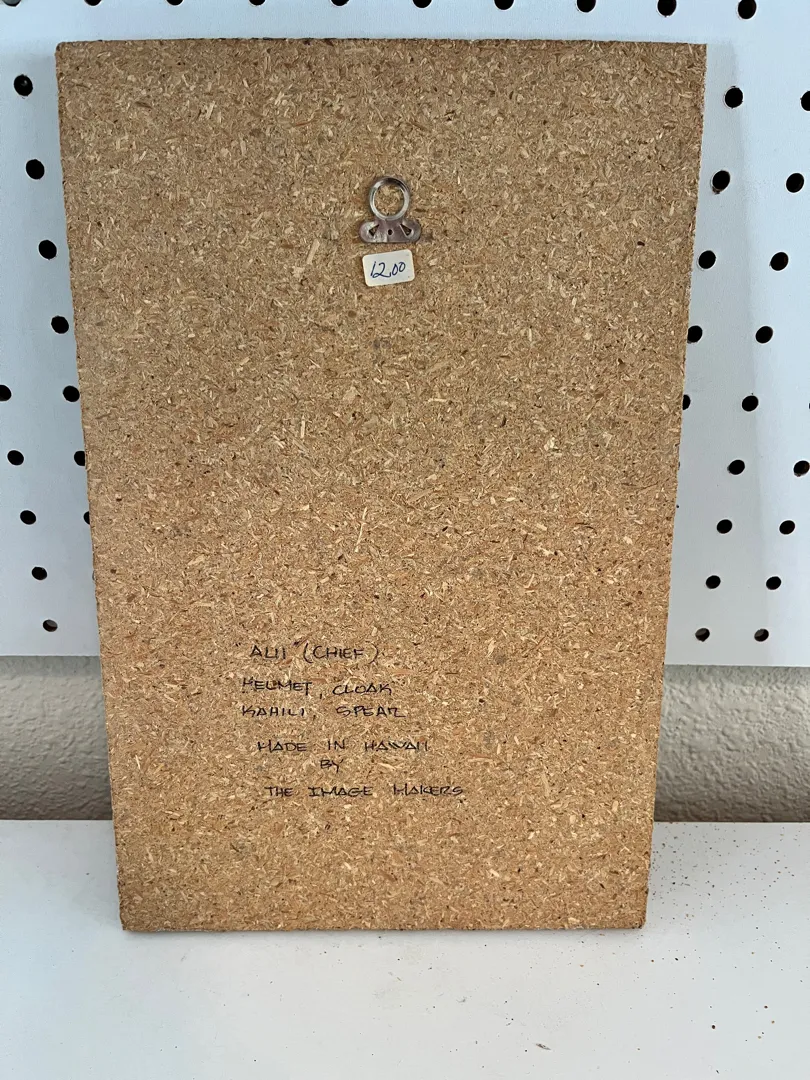 12.00
"ALII" (CHIEF)
HELMET, CLOAK
KAHILI, SPEAR
MADE IN HAWAII
BY
THE IMAGE MAKERS